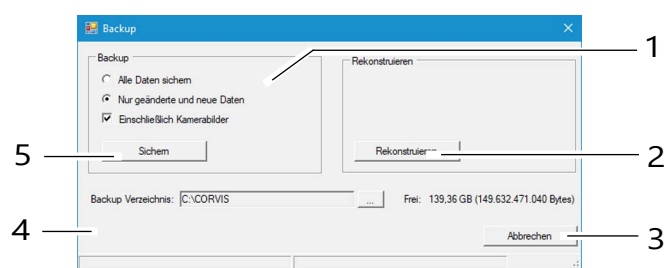 Backup
1
Backup
Rekonstruieren
Alle Daten sichern
Nur geänderte und neue Daten
Einschließlich Kamerabilder
5
Sichern
Rekonstruieren
2
Backup Verzeichnis: C:\CORVIS ... Frei: 139,36 GB (149.632.471.040 Bytes)
4
Abbrechen
3